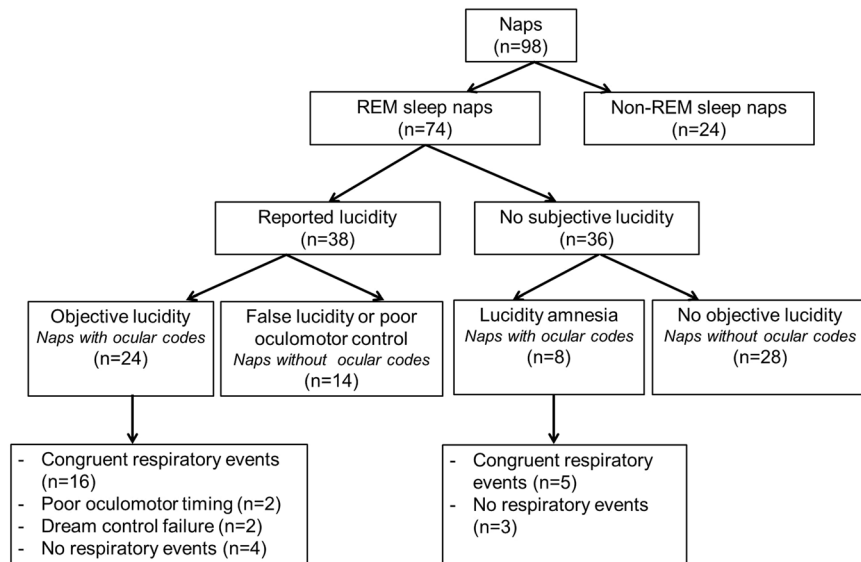 Naps
(n=98)
REM sleep naps
(n=74)
Non-REM sleep naps
(n=24)
Reported lucidity
(n=38)
No subjective lucidity
(n=36)
Objective lucidity
Naps with ocular codes
(n=24)
False lucidity or poor
oculomotor control
Naps without ocular codes
(n=14)
Lucidity amnesia
Naps with ocular codes
(n=8)
No objective lucidity
Naps without ocular codes
(n=28)
- Congruent respiratory events
(n=16)
- Poor oculomotor timing (n=2)
- Dream control failure (n=2)
- No respiratory events (n=4)
- Congruent respiratory
events (n=5)
- No respiratory events
(n=3)